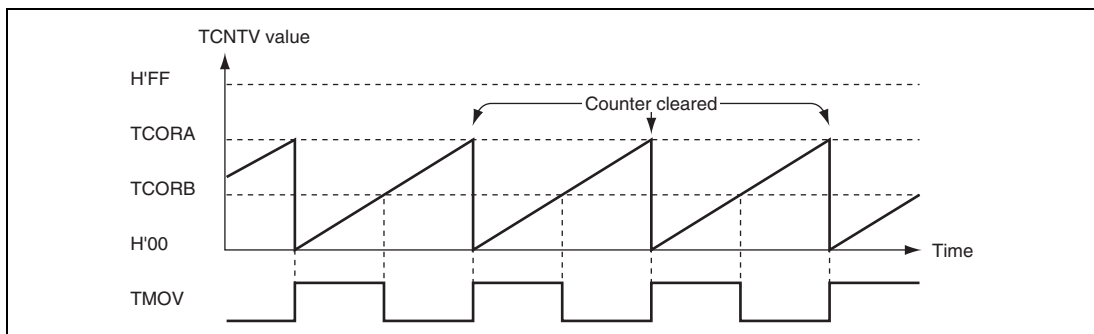 TCNTV value
H'FF
Counter cleared
TCORA
TCORB
H'00
Time
TMOV